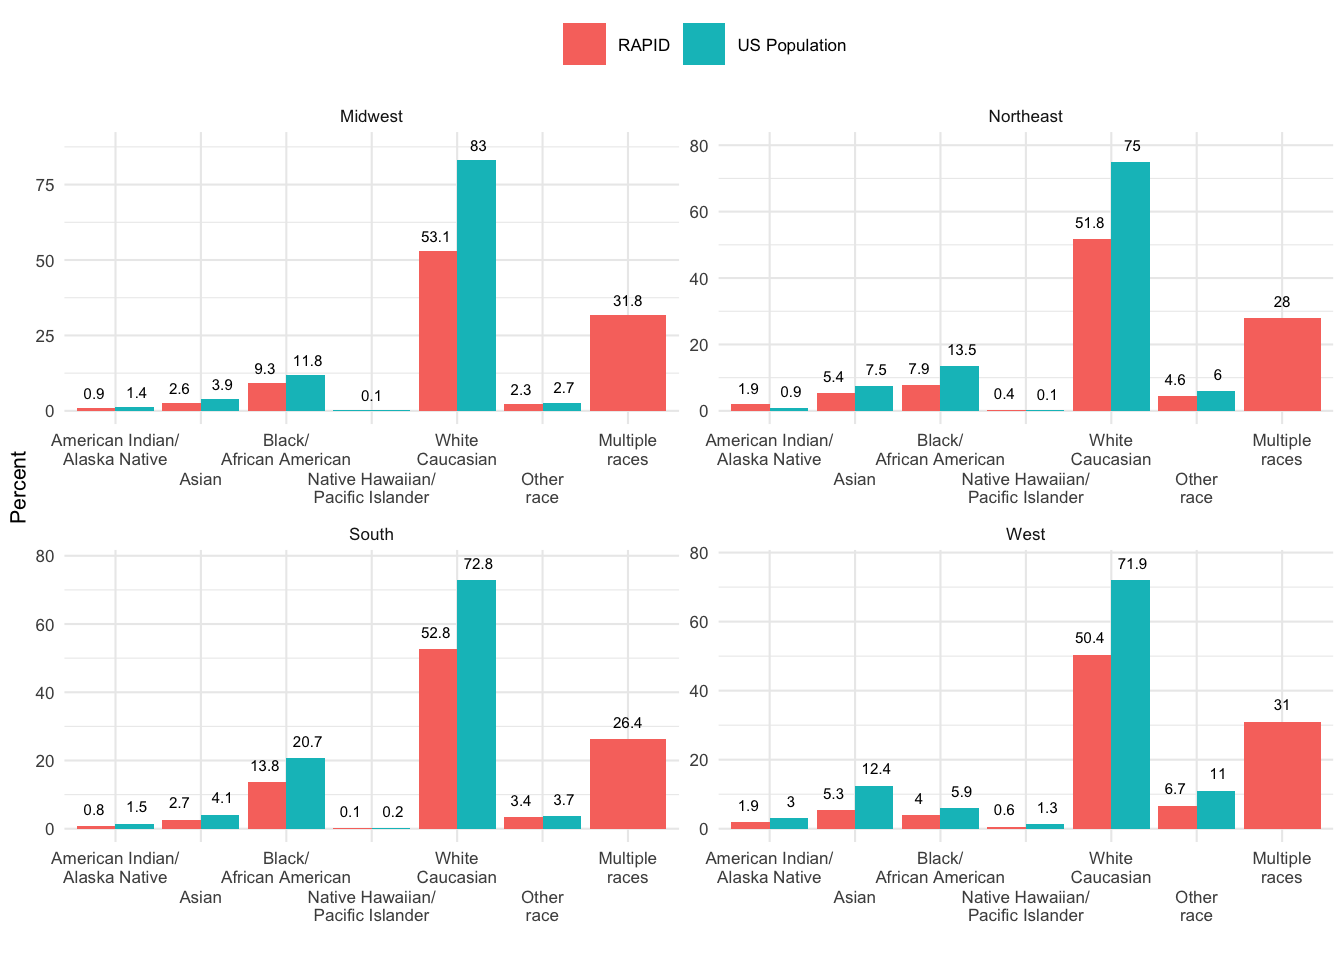 RAPID US Population
Percent
Midwest
75
50
25
0
0.9 1.4 2.6 3.9 9.3 11.8 0.1 53.1 83 2.3 2.7 31.8
American Indian/ Black/ White Multiple
Alaska Native African American Caucasian races
Asian Native Hawaiian/ Other
Pacific Islander race
Northeast
80
60
40
20
0
1.9 0.9 5.4 7.5 7.9 13.5 0.4 0.1 51.8 75 4.6 6 28
American Indian/ Black/ White Multiple
Alaska Native African American Caucasian races
Asian Native Hawaiian/ Other
Pacific Islander race
South
80
60
40
20
0
0.8 1.5 2.7 4.1 13.8 20.7 0.1 0.2 52.8 72.8 3.4 3.7 26.4
American Indian/ Black/ White Multiple
Alaska Native African American Caucasian races
Asian Native Hawaiian/ Other
Pacific Islander race
West
80
60
40
20
0
1.9 3 5.3 12.4 4 5.9 0.6 1.3 50.4 71.9 6.7 11 31
American Indian/ Black/ White Multiple
Alaska Native African American Caucasian races
Asian Native Hawaiian/ Other
Pacific Islander race